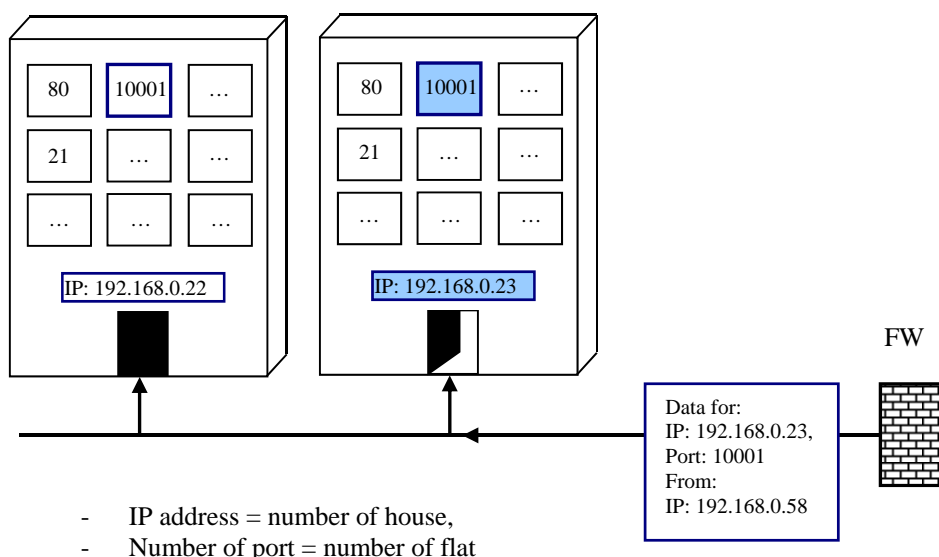 80 10001 …
21 … …
… … …
IP: 192.168.0.22
80 10001 …
21 … …
… … …
IP: 192.168.0.23
FW
Data for:
IP: 192.168.0.23,
Port: 10001
From:
IP: 192.168.0.58
- IP address = number of house,
- Number of port = number of flat